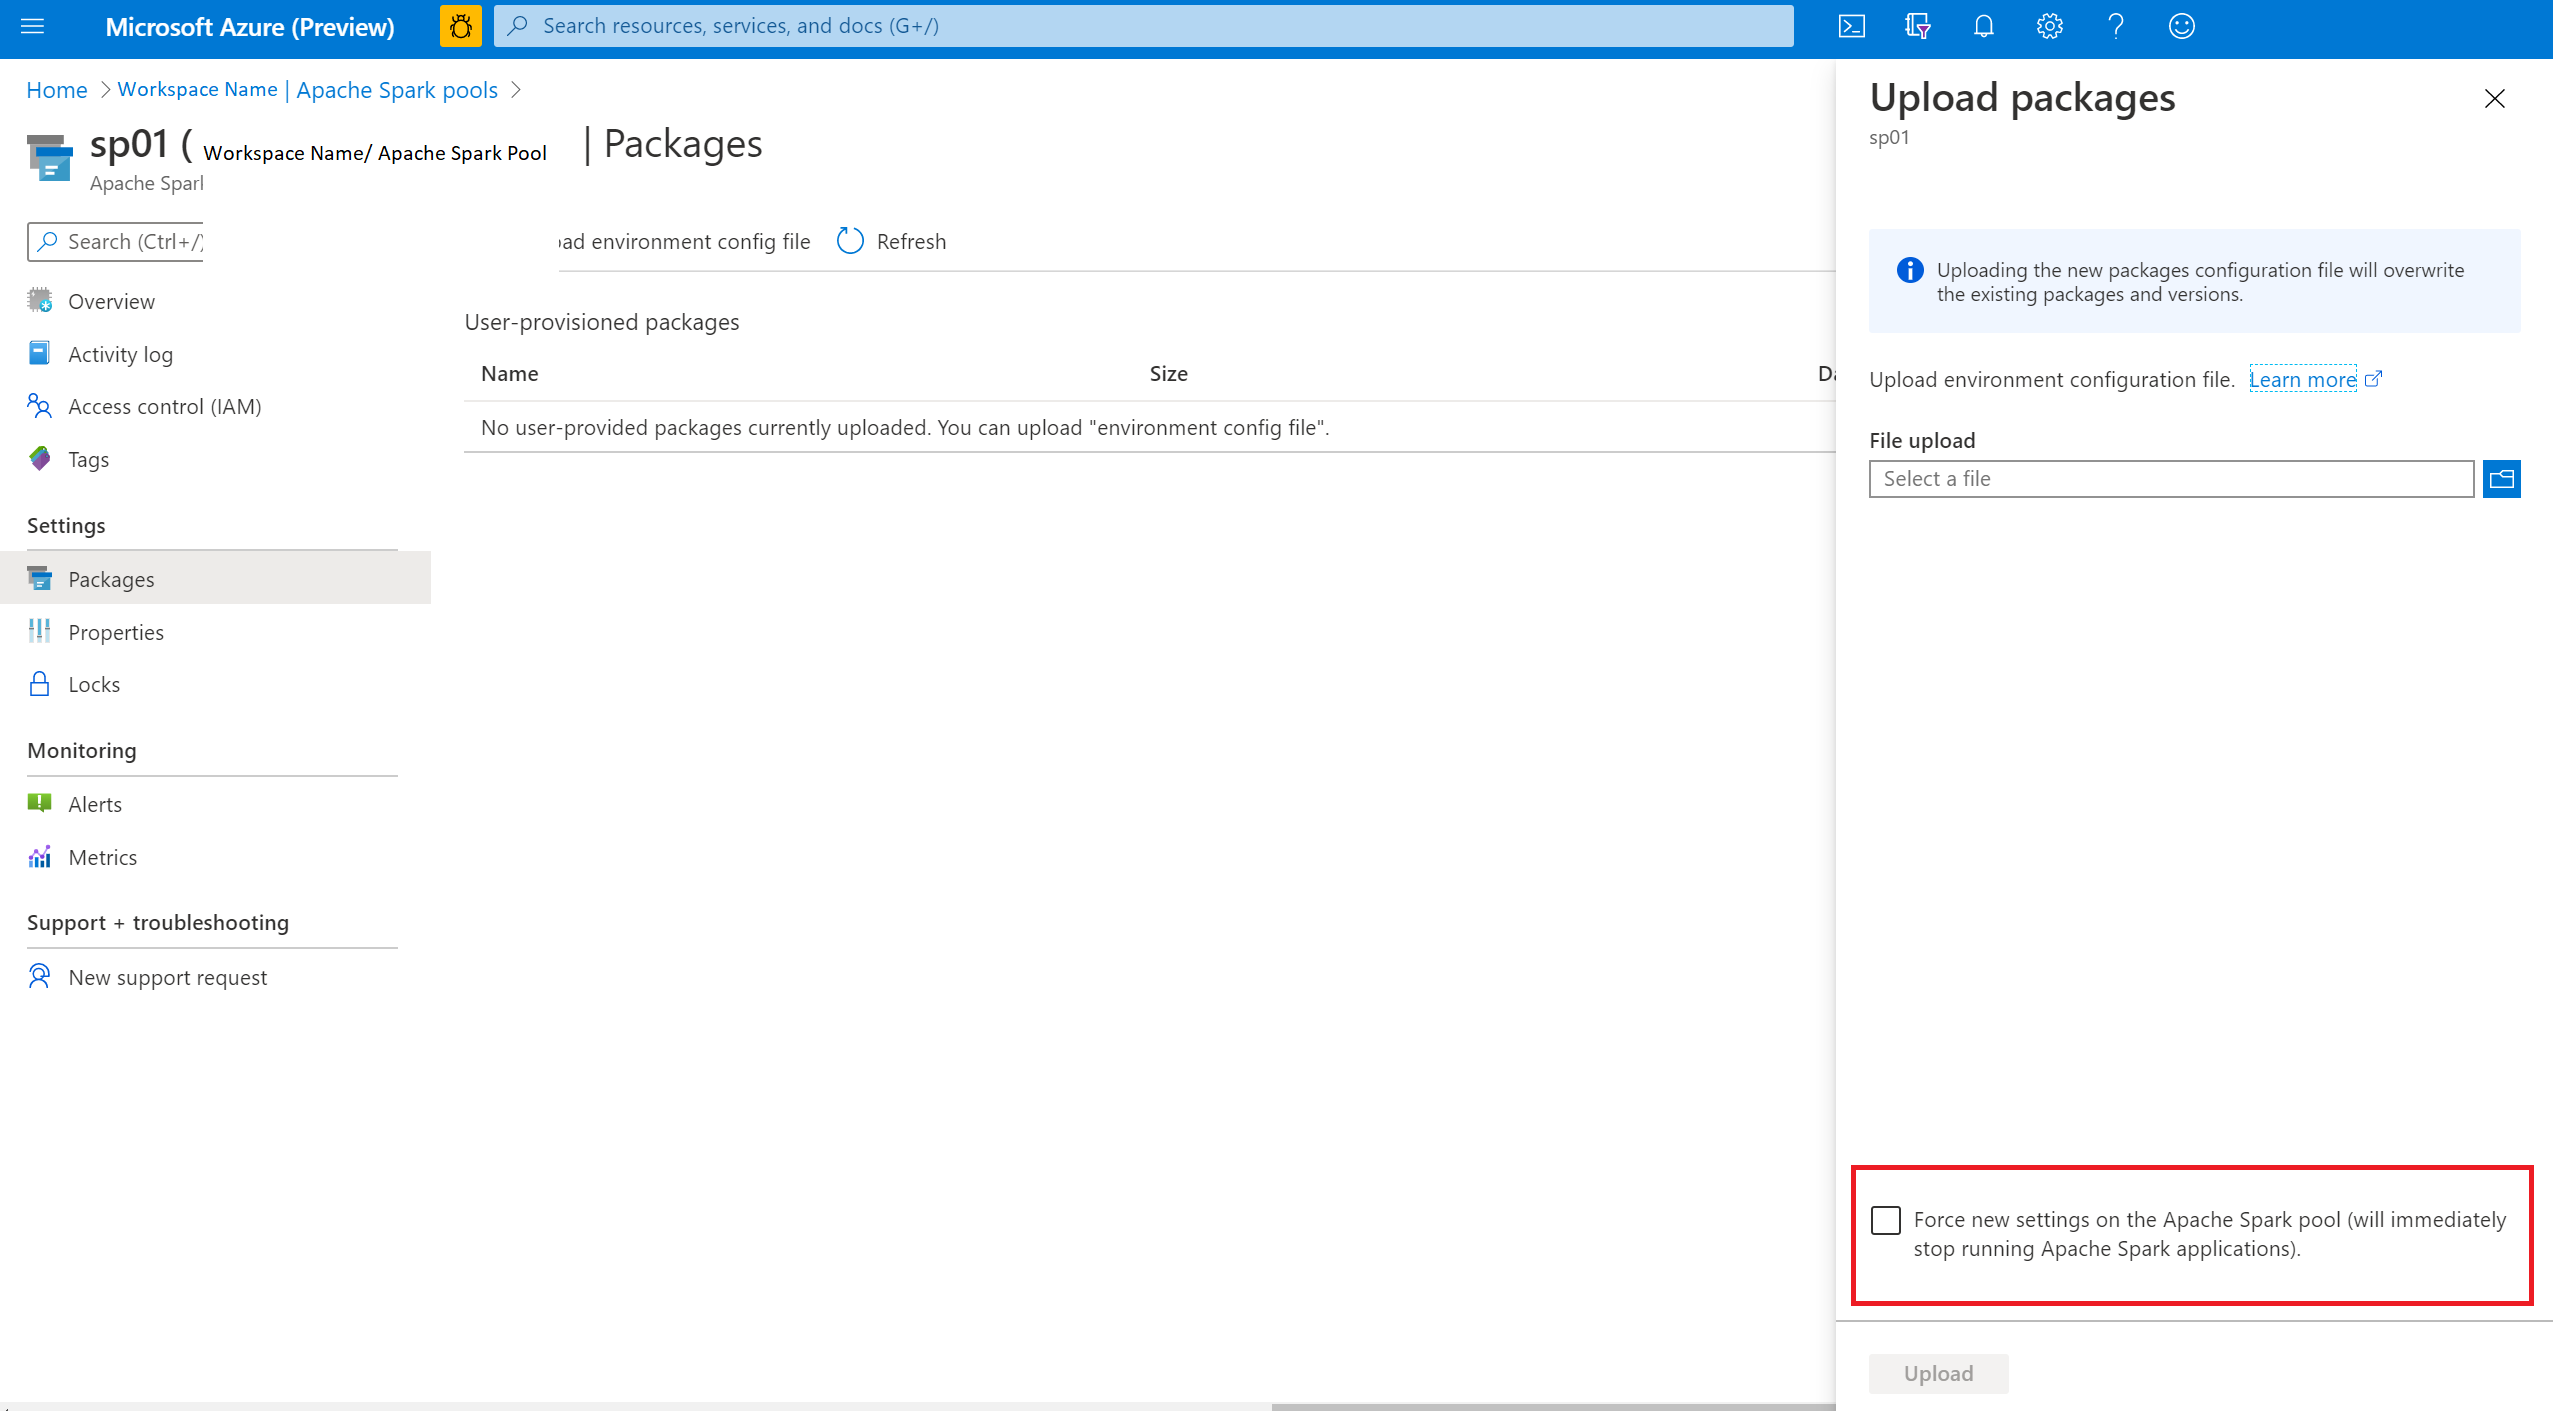 Microsoft Azure (Preview)
Search resources, services, and docs (G+/)
Home
Workspace Name | Apache Spark pools
sp01 (
Workspace Name/ Apache Spark Pool
| Packages
Apache Spark
Search (Ctrl+/)
ad environment config file
Refresh
Overview
Activity log
Access control (IAM)
Tags
Settings
Packages
Properties
Locks
Monitoring
Alerts
Metrics
Support + troubleshooting
New support request
User-provisioned packages
Name
Size
Da
No user-provided packages currently uploaded. You can upload "environment config file".
Upload packages
sp01
Uploading the new packages configuration file will overwrite
the existing packages and versions.
Upload environment configuration file. Learn more
File upload
Select a file
Force new settings on the Apache Spark pool (will immediately
stop running Apache Spark applications).
Upload